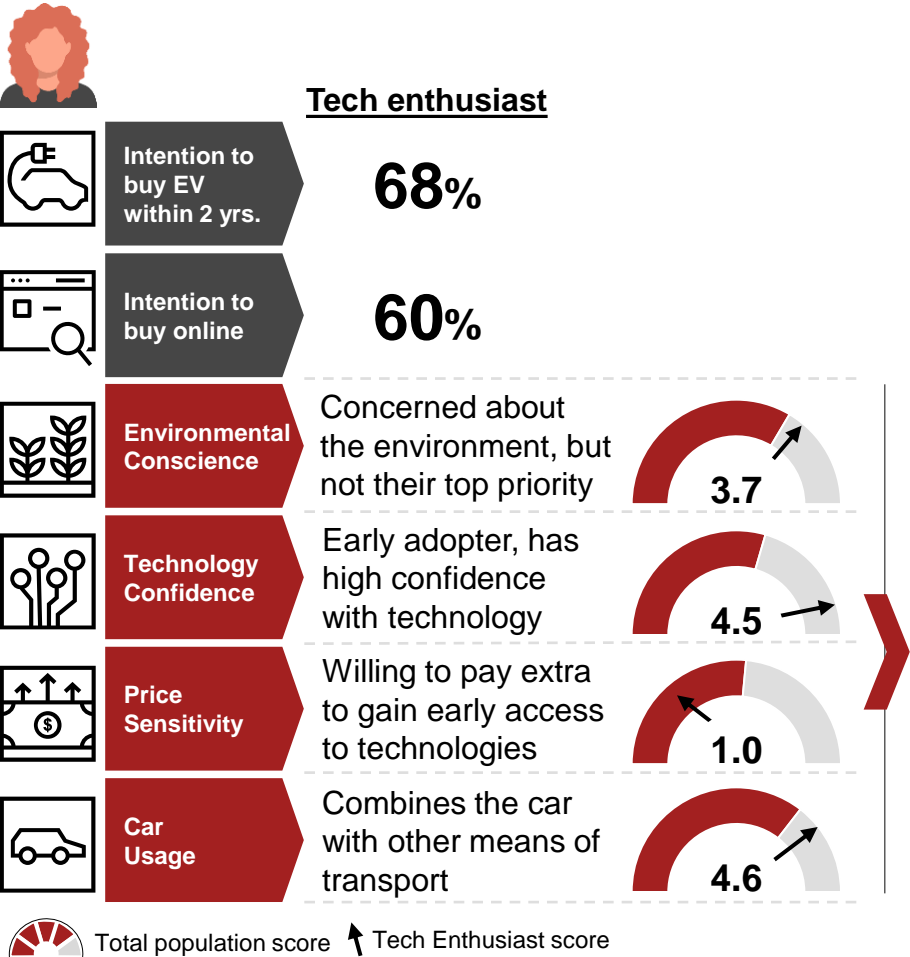 Tech enthusiast
Intention to
buy EV
within 2 yrs.
68%
Intention to
buy online
60%
Environmental
Conscience
Concerned about
the environment, but
not their top priority
3.7
Technology
Confidence
Early adopter, has
high confidence
with technology
4.5
Price
Sensitivity
$
Willing to pay extra
to gain early access
to technologies
1.0
Car
Usage
Combines the car
with other means of
transport
4.6
Total population score
Tech Enthusiast score